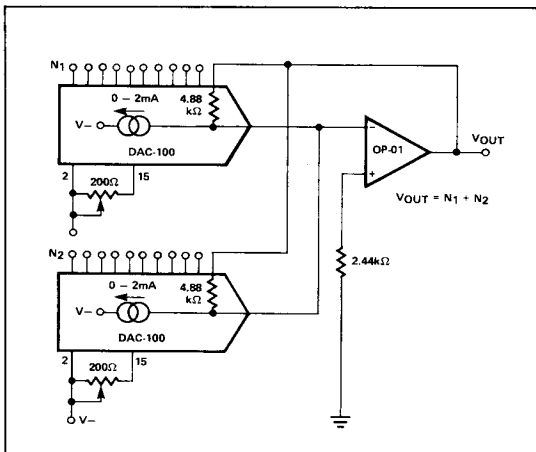 N1
0 – 2mA
4.88
kΩ
V–
DAC-100
2
200Ω
15
–
OP-01
+
VOUT
VOUT = N1 + N2
N2
0 – 2mA
4.88
kΩ
V–
DAC-100
2
200Ω
15
V–
2.44kΩ